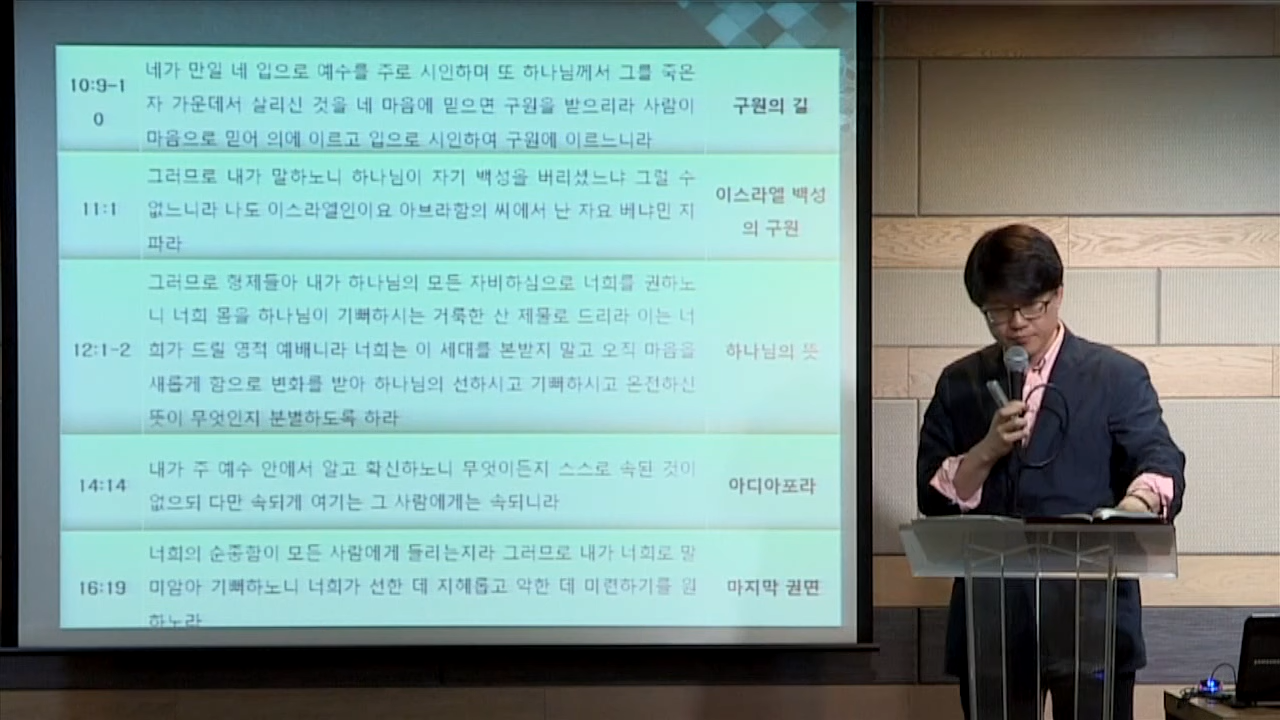 10:9-1
0
네가 만일 네 입으로 예수를 주로 시인하며 또 하나님께서 그를 죽은
자 가운데서 살리신 것을 네 마음에 믿으면 구원을 받으리라 사람이
마음으로 믿어 의에 이르고 입으로 시인하여 구원에 이르느니라
구원의 길
11:1
그러므로 내가 말하노니 하나님이 자기 백성을 버리셨느냐 그럴 수
없느니라 나도 이스라엘인이요 아브라함의 씨에서 난 자요 베냐민 지
파라
이스라엘 백성
의 구원
12:1-2
그러므로 형제들아 내가 하나님의 모든 자비하심으로 너희를 권하노
니 너희 몸을 하나님이 기뻐하시는 거룩한 산 제물로 드리라 이는 너
희가 드릴 영적 예배니라 너희는 이 세대를 본받지 말고 오직 마음을
새롭게 함으로 변화를 받아 하나님의 선하시고 기뻐하시고 온전하신
뜻이 무엇인지 분별하도록 하라
하나님의 뜻
14:14
내가 주 예수 안에서 알고 확신하노니 무엇이든지 스스로 속된 것이
없으되 다만 속되게 여기는 그 사람에게는 속되니라
아디아포라
16:19
너희의 순종함이 모든 사람에게 들리는지라 그러므로 내가 너희로 말
미암아 기뻐하노니 너희가 선한 데 지혜롭고 악한 데 미련하기를 원
하노라
마지막 권면